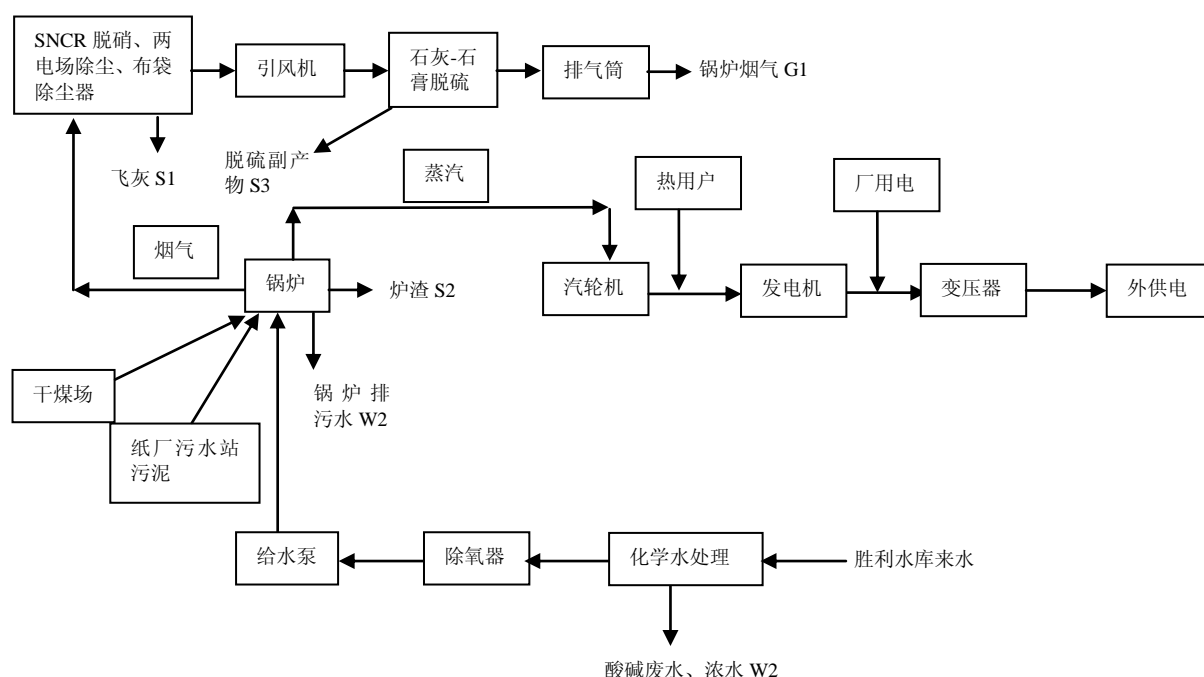 SNCR 脱硝、两
电场除尘、布袋
除尘器
引风机
石灰-石
膏脱硫
排气筒
锅炉烟气 G1
飞灰 S1
脱硫副产
物 S3
蒸汽
热用户
厂用电
烟气
锅炉
炉渣 S2
汽轮机
发电机
变压器
外供电
干煤场
锅 炉 排
污水 W2
纸厂污水站
污泥
给水泵
除氧器
化学水处理
胜利水库来水
酸碱废水、浓水 W2